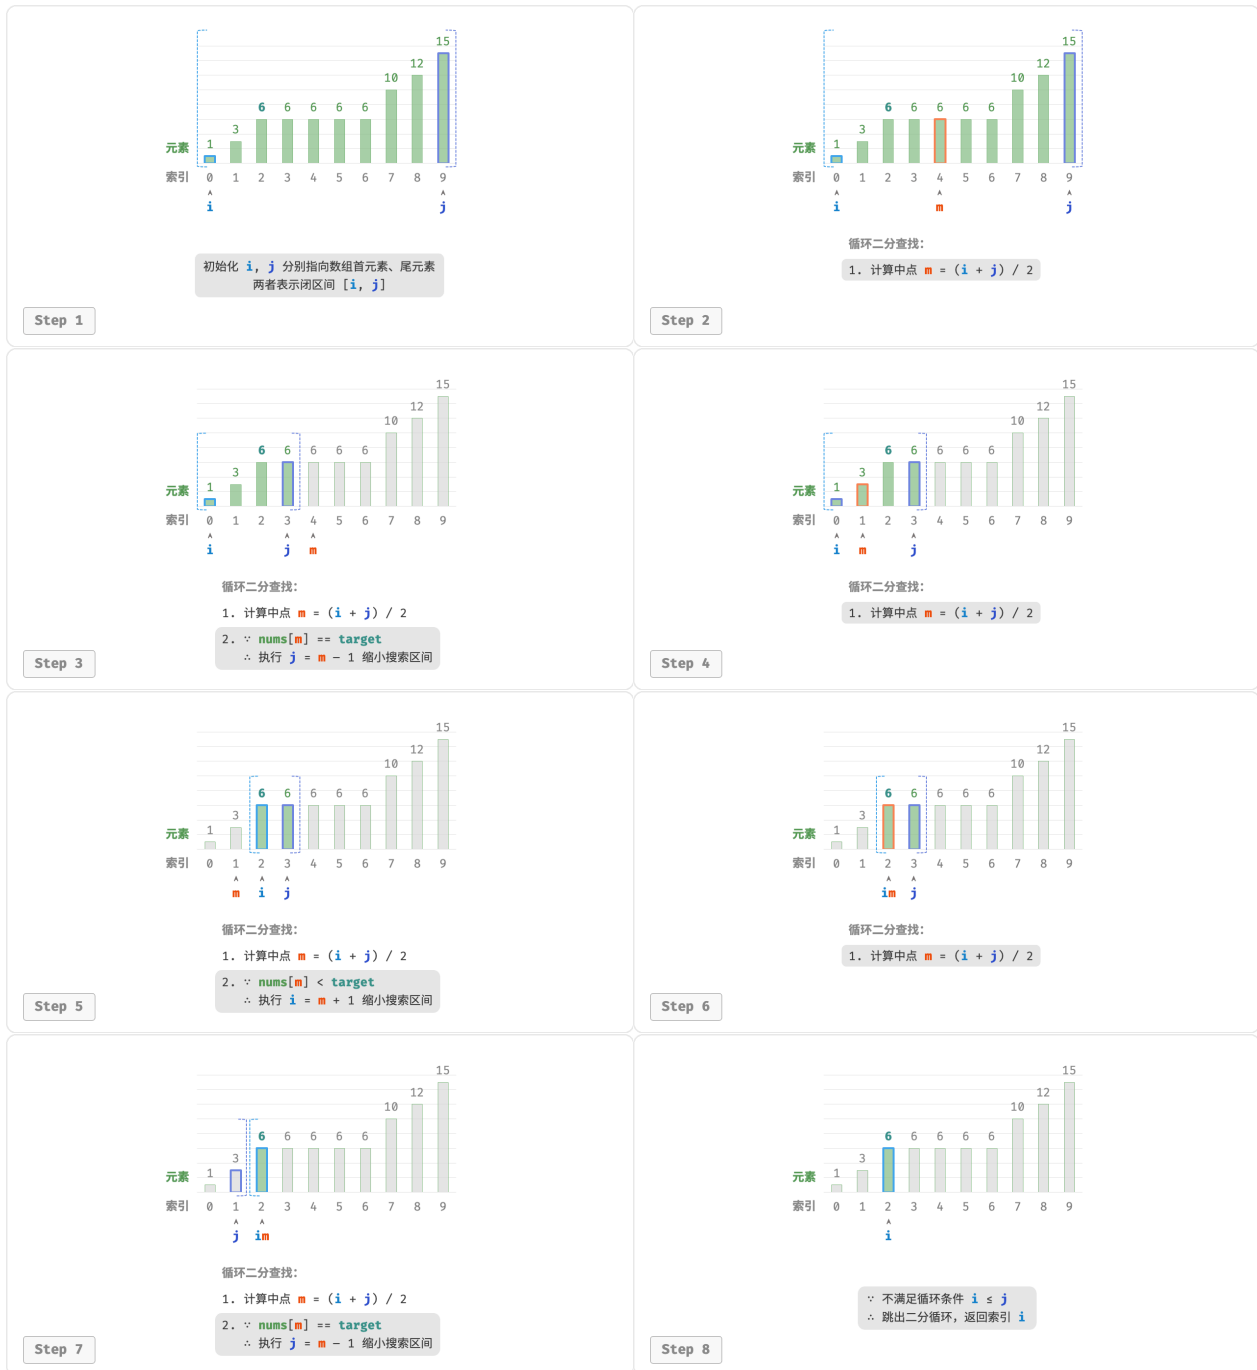 15
12
10
6 6 6 6 6
3
元素 1
索引 0 1 2 3 4 5 6 7 8 9
i j
初始化 i, j 分别指向数组首元素、尾元素
两者表示闭区间 [i, j]
Step 1
15
12
10
6 6 6 6 6
3
元素 1
索引 0 1 2 3 4 5 6 7 8 9
i m j
循环二分查找：
1. 计算中点 m = (i + j) / 2
Step 2
15
12
10
6 6 6 6 6
3
元素 1
索引 0 1 2 3 4 5 6 7 8 9
i j m
循环二分查找：
1. 计算中点 m = (i + j) / 2
2. ∵ nums[m] == target
∴ 执行 j = m − 1 缩小搜索区间
Step 3
15
12
10
6 6 6 6 6
3
元素 1
索引 0 1 2 3 4 5 6 7 8 9
i m j
循环二分查找：
1. 计算中点 m = (i + j) / 2
Step 4
15
12
10
6 6 6 6 6
3
元素 1
索引 0 1 2 3 4 5 6 7 8 9
m i j
循环二分查找：
1. 计算中点 m = (i + j) / 2
2. ∵ nums[m] < target
∴ 执行 i = m + 1 缩小搜索区间
Step 5
15
12
10
6 6 6 6 6
3
元素 1
索引 0 1 2 3 4 5 6 7 8 9
im j
循环二分查找：
1. 计算中点 m = (i + j) / 2
Step 6
15
12
10
6 6 6 6 6
3
元素 1
索引 0 1 2 3 4 5 6 7 8 9
j im
循环二分查找：
1. 计算中点 m = (i + j) / 2
2. ∵ nums[m] == target
∴ 执行 j = m − 1 缩小搜索区间
Step 7
15
12
10
6 6 6 6 6
3
元素 1
索引 0 1 2 3 4 5 6 7 8 9
i
∵ 不满足循环条件 i ≤ j
∴ 跳出二分循环，返回索引 i
Step 8